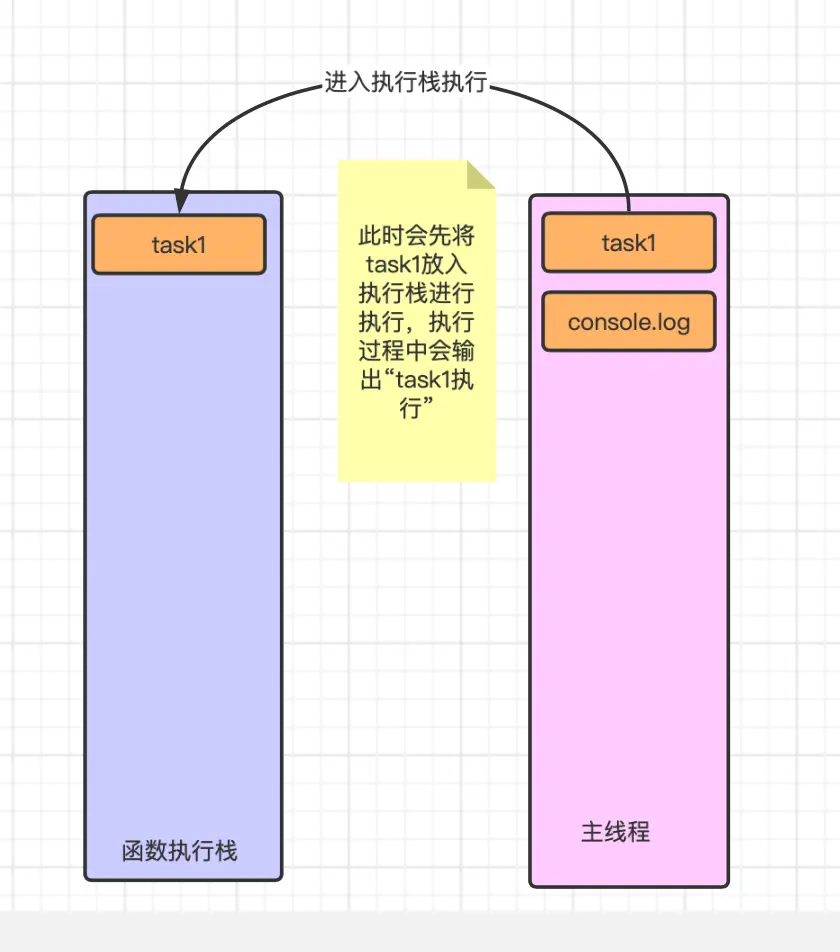 进入执行栈执行
task1
此时会先将
task1放入
执行栈进行
执行，执行
过程中会输
出“task1执
行”
task1
console.log
函数执行栈
主线程